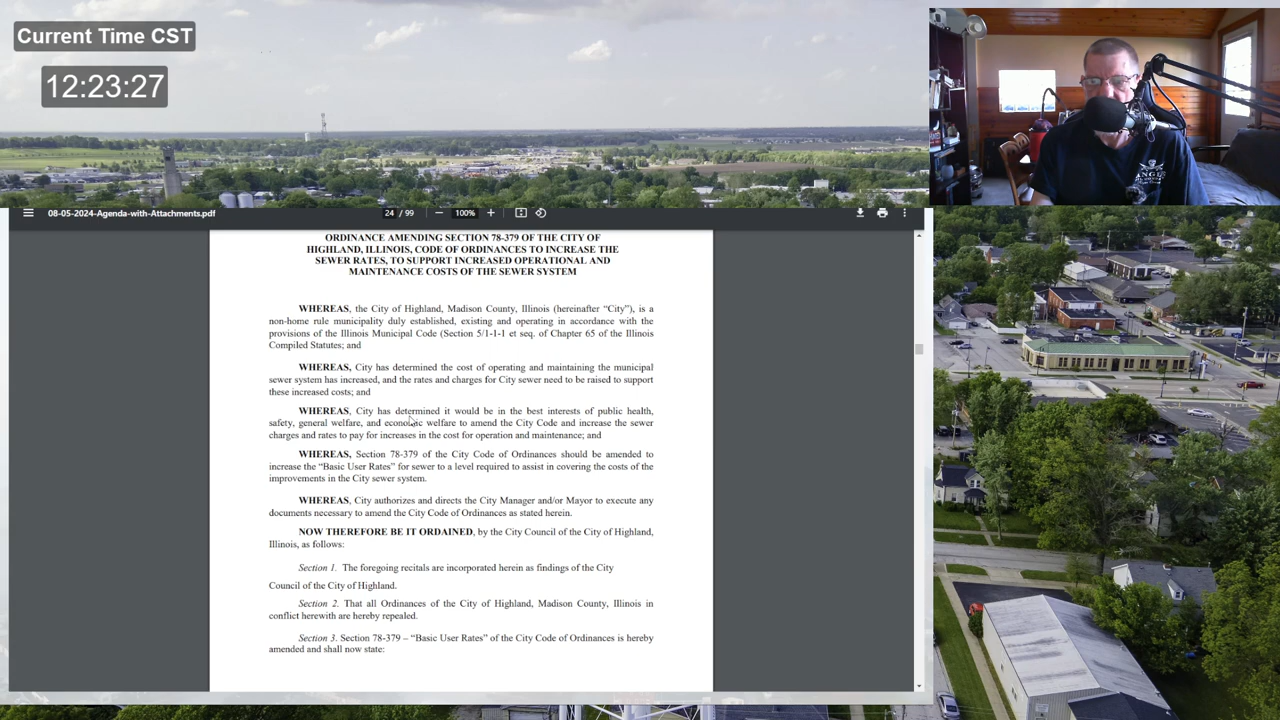 Current Time CST
12:23:27
08-05-2024-Agenda-with-Attachments.pdf
24 / 99
100%
ORDINANCE AMENDING SECTION 78-379 OF THE CITY OF
HIGHLAND, ILLINOIS, CODE OF ORDINANCES TO INCREASE THE
SEWER RATES, TO SUPPORT INCREASED OPERATIONAL AND
MAINTENANCE COSTS OF THE SEWER SYSTEM
WHEREAS, the City of Highland, Madison County, Illinois (hereinafter “City”), is a
non-home rule municipality duly established, existing and operating in accordance with the
provisions of the Illinois Municipal Code (Section 5/1-1-1 et seq. of Chapter 65 of the Illinois
Compiled Statutes; and
WHEREAS, City has determined the cost of operating and maintaining the municipal
sewer system has increased, and the rates and charges for City sewer need to be raised to support
these increased costs; and
WHEREAS, City has determined it would be in the best interests of public health,
safety, general welfare, and economic welfare to amend the City Code and increase the sewer
charges and rates to pay for increases in the cost for operation and maintenance; and
WHEREAS, Section 78-379 of the City Code of Ordinances should be amended to
increase the “Basic User Rates” for sewer to a level required to assist in covering the costs of the
improvements in the City sewer system.
WHEREAS, City authorizes and directs the City Manager and/or Mayor to execute any
documents necessary to amend the City Code of Ordinances as stated herein.
NOW THEREFORE BE IT ORDAINED, by the City Council of the City of Highland,
Illinois, as follows:
Section 1. The foregoing recitals are incorporated herein as findings of the City
Council of the City of Highland.
Section 2. That all Ordinances of the City of Highland, Madison County, Illinois in
conflict herewith are hereby repealed.
Section 3. Section 78-379 – “Basic User Rates” of the City Code of Ordinances is hereby
amended and shall now state: